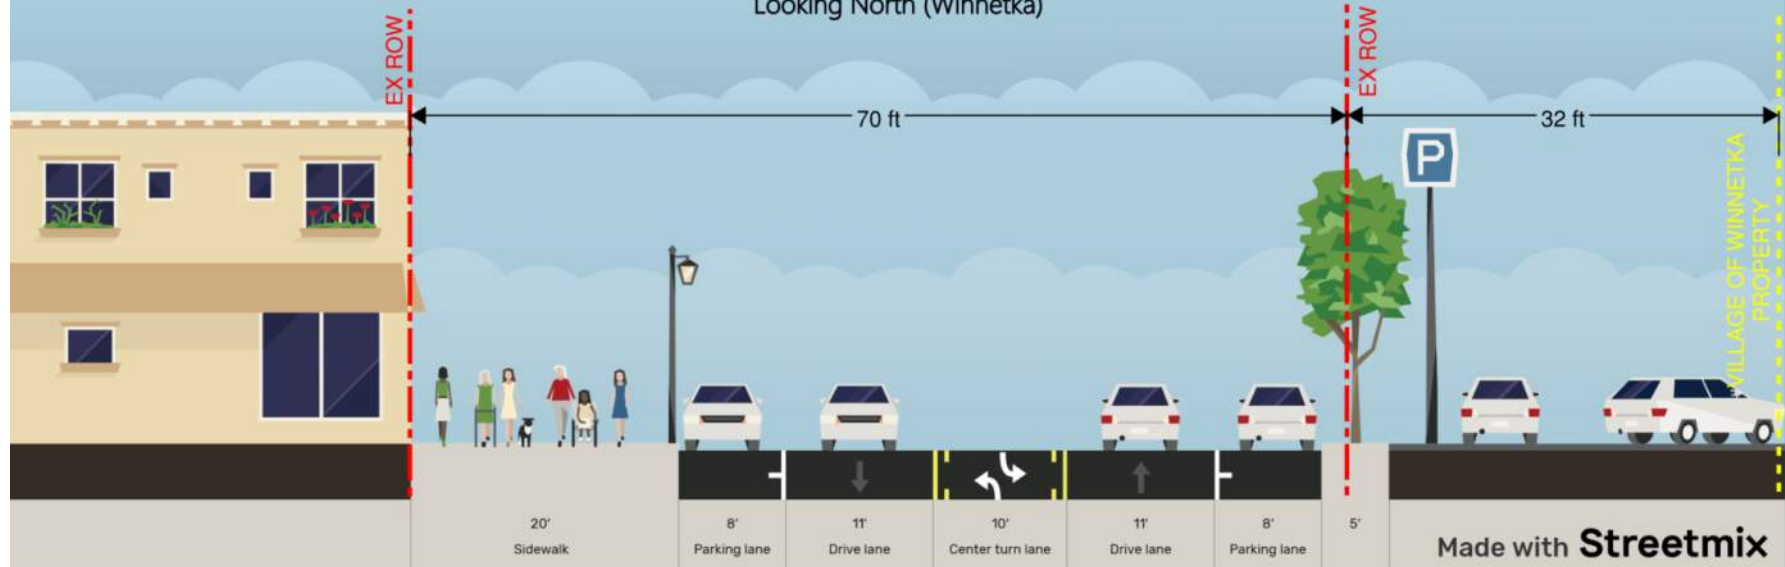 Looking North (Winnetka)
EX ROW
EX ROW
70 ft
32 ft
P
VILLAGE OF WINNETKA
PROPERTY
20'
8'
11'
10'
11'
8'
5'
Sidewalk
Parking lane
Drive lane
Center turn lane
Drive lane
Parking lane
Made with Streetmix